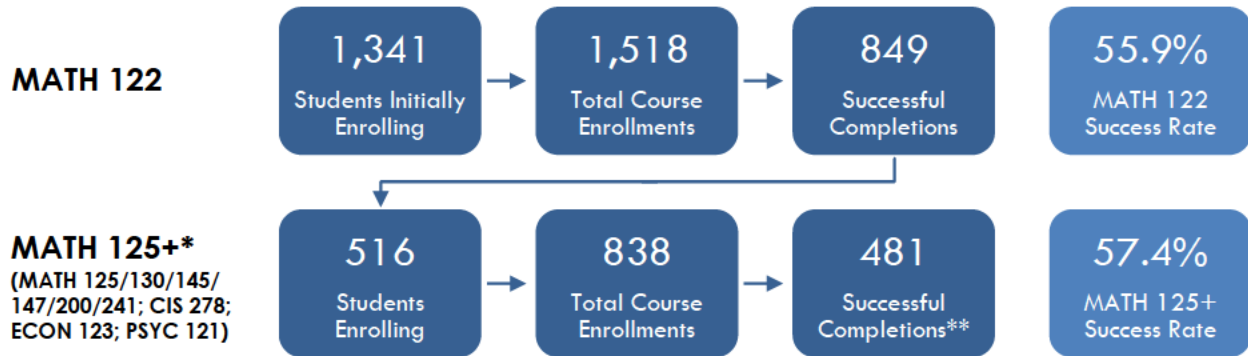 MATH 122
1,341
Students Initially
Enrolling
1,518
Total Course
Enrollments
849
Successful
Completions
55.9%
MATH 122
Success Rate
MATH 125+*
(MATH 125/130/145/
147/200/241; CIS 278;
ECON 123; PSYC 121)
516
Students
Enrolling
838
Total Course
Enrollments
481
Successful
Completions**
57.4%
MATH 125+
Success Rate